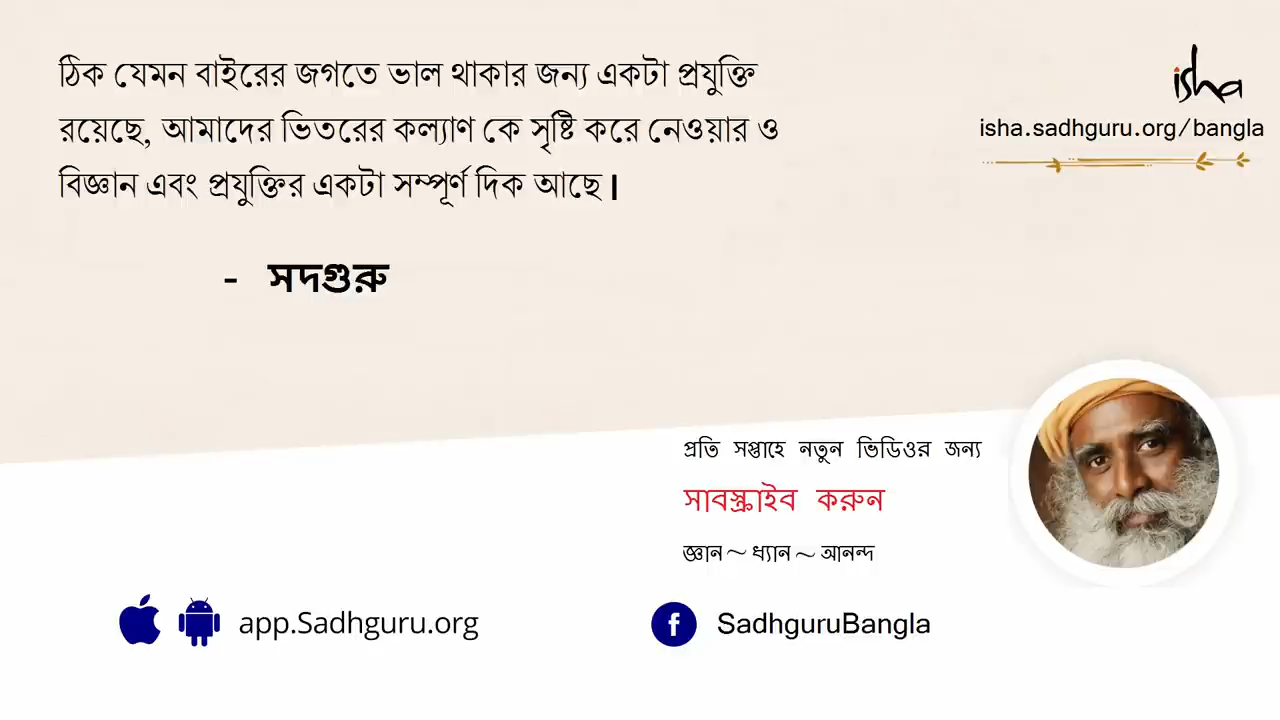 ঠিক যেমন বাইরের জগতে ভাল থাকার জন্য একটা প্রযুক্তি
রয়েছে, আমাদের ভিতরের কল্যাণ কে সৃষ্টি করে নেওয়ার ও
বিজ্ঞান এবং প্রযুক্তির একটা সম্পূর্ণ দিক আছে।
- সদগুরু
isha
isha.sadhguru.org/bangla
প্রতি সপ্তাহে নতুন ভিডিওর জন্য
সাবস্ক্রাইব করুন
জ্ঞান ~ ধ্যান ~ আনন্দ
app.Sadhguru.org
f SadhguruBangla